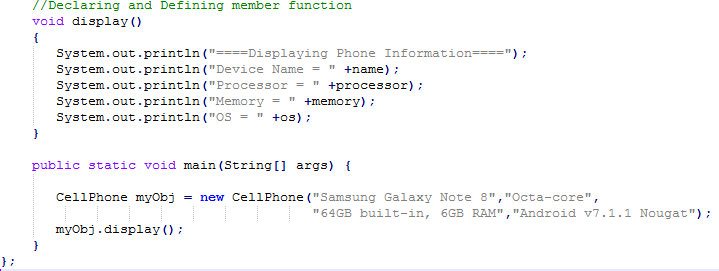 //Declaring and Defining member function
void display()
{
System.out.println("====Displaying Phone Information====");
System.out.println("Device Name = " +name);
System.out.println("Processor = " +processor);
System.out.println("Memory = " +memory);
System.out.println("OS = " +os);
}
public static void main(String[] args) {
CellPhone myObj = new CellPhone("Samsung Galaxy Note 8","Octa-core",
"64GB built-in, 6GB RAM","Android v7.1.1 Nougat");
myObj.display();
}
};